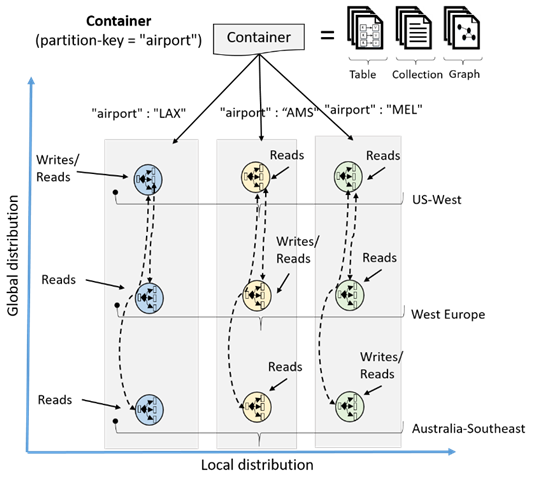 Container
(partition-key = "airport")
Container
=
Table
Collection
Graph
"airport" : "LAX"
"airport" : “AMS"
"airport" : "MEL"
Writes/
Reads
Reads
Reads
US-West
Reads
Writes/
Reads
Reads
West Europe
Reads
Reads
Writes/
Reads
Australia-Southeast
Global distribution
Local distribution